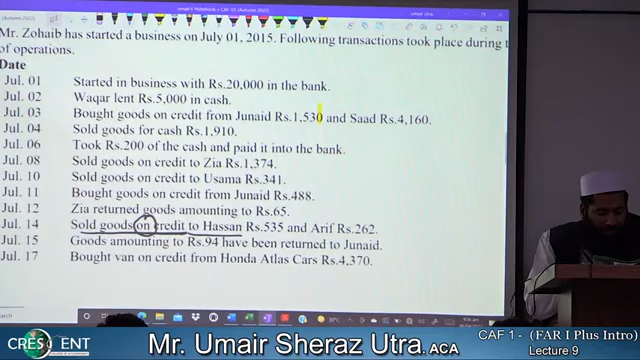 Umair's Notebook » CAF-01 (Autumn 2022)
umair Utra
Mr. Zohaib has started a business on July 01, 2015. Following transactions took place during t
of operations.
Date
Jul. 01 Started in business with Rs.20,000 in the bank.
Jul. 02 Waqar lent Rs.5,000 in cash.
Jul. 03 Bought goods on credit from Junaid Rs.1,530 and Saad Rs.4,160.
Jul. 04 Sold goods for cash Rs.1,910.
Jul. 06 Took Rs.200 of the cash and paid it into the bank.
Jul. 08 Sold goods on credit to Zia Rs.1,374.
Jul. 10 Sold goods on credit to Usama Rs.341.
Jul. 11 Bought goods on credit from Junaid Rs.488.
Jul. 12 Zia returned goods amounting to Rs.65.
Jul. 14 Sold goods on credit to Hassan Rs.535 and Arif Rs.262.
Jul. 15 Goods amounting to Rs.94 have been returned to Junaid.
Jul. 17 Bought van on credit from Honda Atlas Cars Rs.4,370.
CRESCENT
Mr. Umair Sheraz Utra. ACA
CAF 1 - (FAR I Plus Intro)
Lecture 9